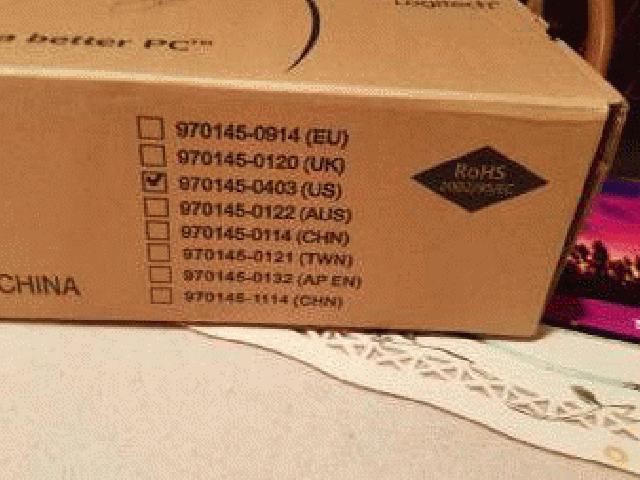 Logitech
a better PC™
970145-0914 (EU)
970145-0120 (UK)
970145-0403 (US)
970145-0122 (AUS)
970145-0114 (CHN)
970145-0121 (TWN)
970145-0132 (AP EN)
970145-1114 (CHN)
RoHS
2002/95/EC
CHINA